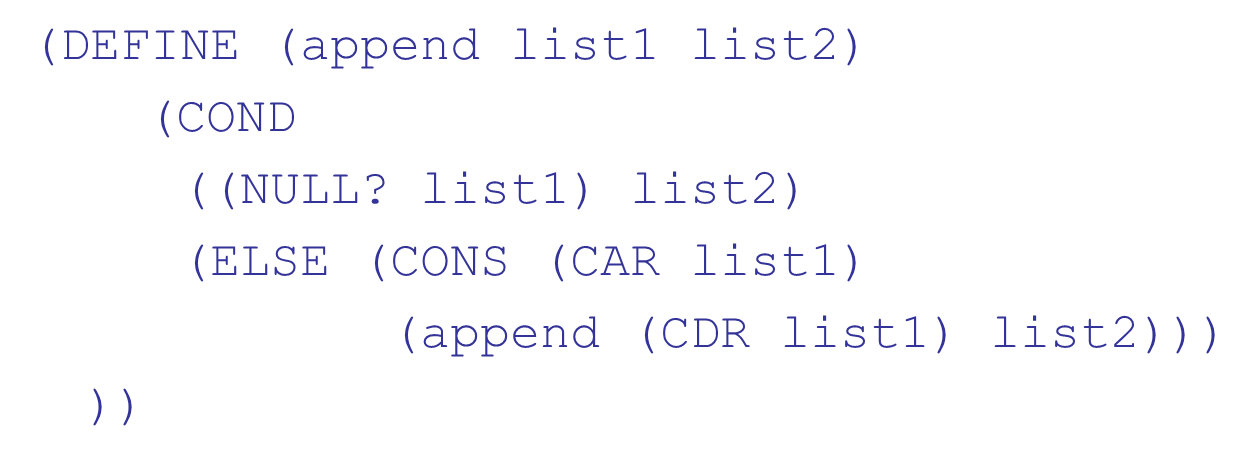 (DEFINE (append list1 list2)
(COND
((NULL? list1) list2)
(ELSE (CONS (CAR list1)
(append (CDR list1) list2)))
))